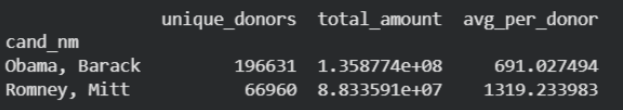 unique_donors total_amount avg_per_donor
cand_nm
Obama, Barack 196631 1.358774e+08 691.027494
Romney, Mitt 66960 8.833591e+07 1319.233983